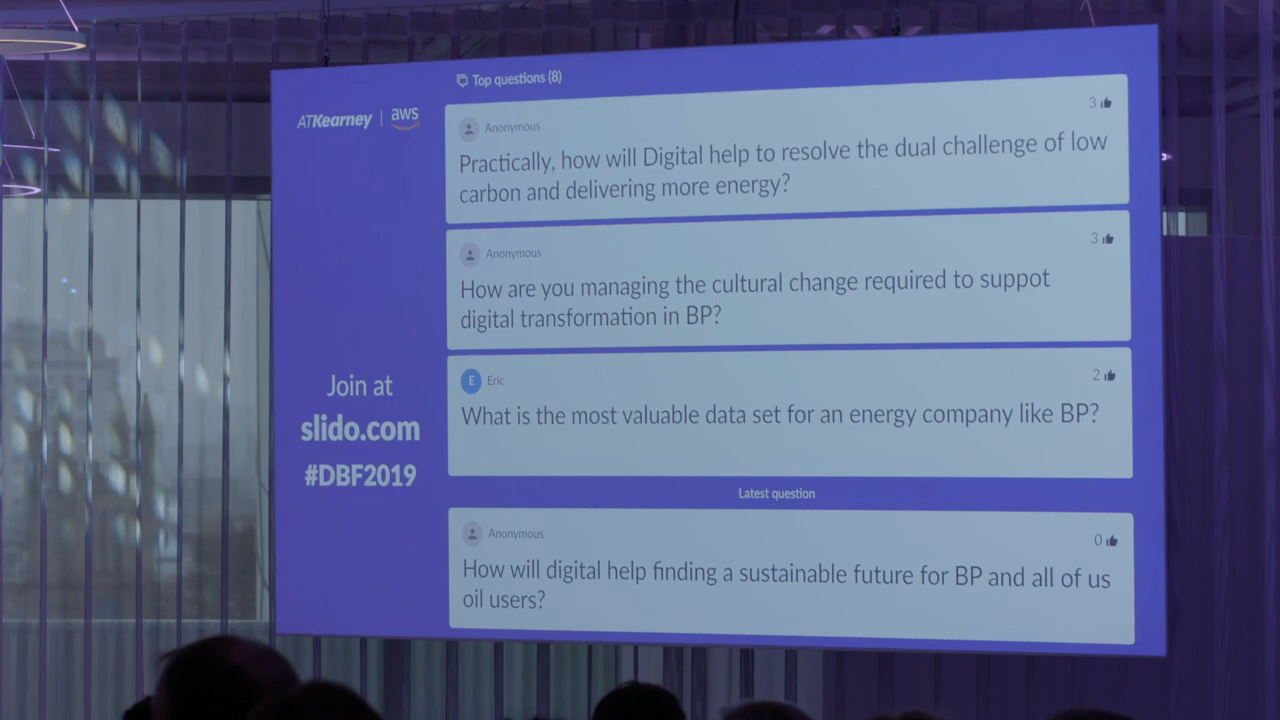 Top questions (8)
ATKearney | aws
Anonymous
3
Practically, how will Digital help to resolve the dual challenge of low
carbon and delivering more energy?
Anonymous
3
How are you managing the cultural change required to suppot
digital transformation in BP?
E Eric
2
What is the most valuable data set for an energy company like BP?
Join at
slido.com
#DBF2019
Latest question
Anonymous
0
How will digital help finding a sustainable future for BP and all of us
oil users?